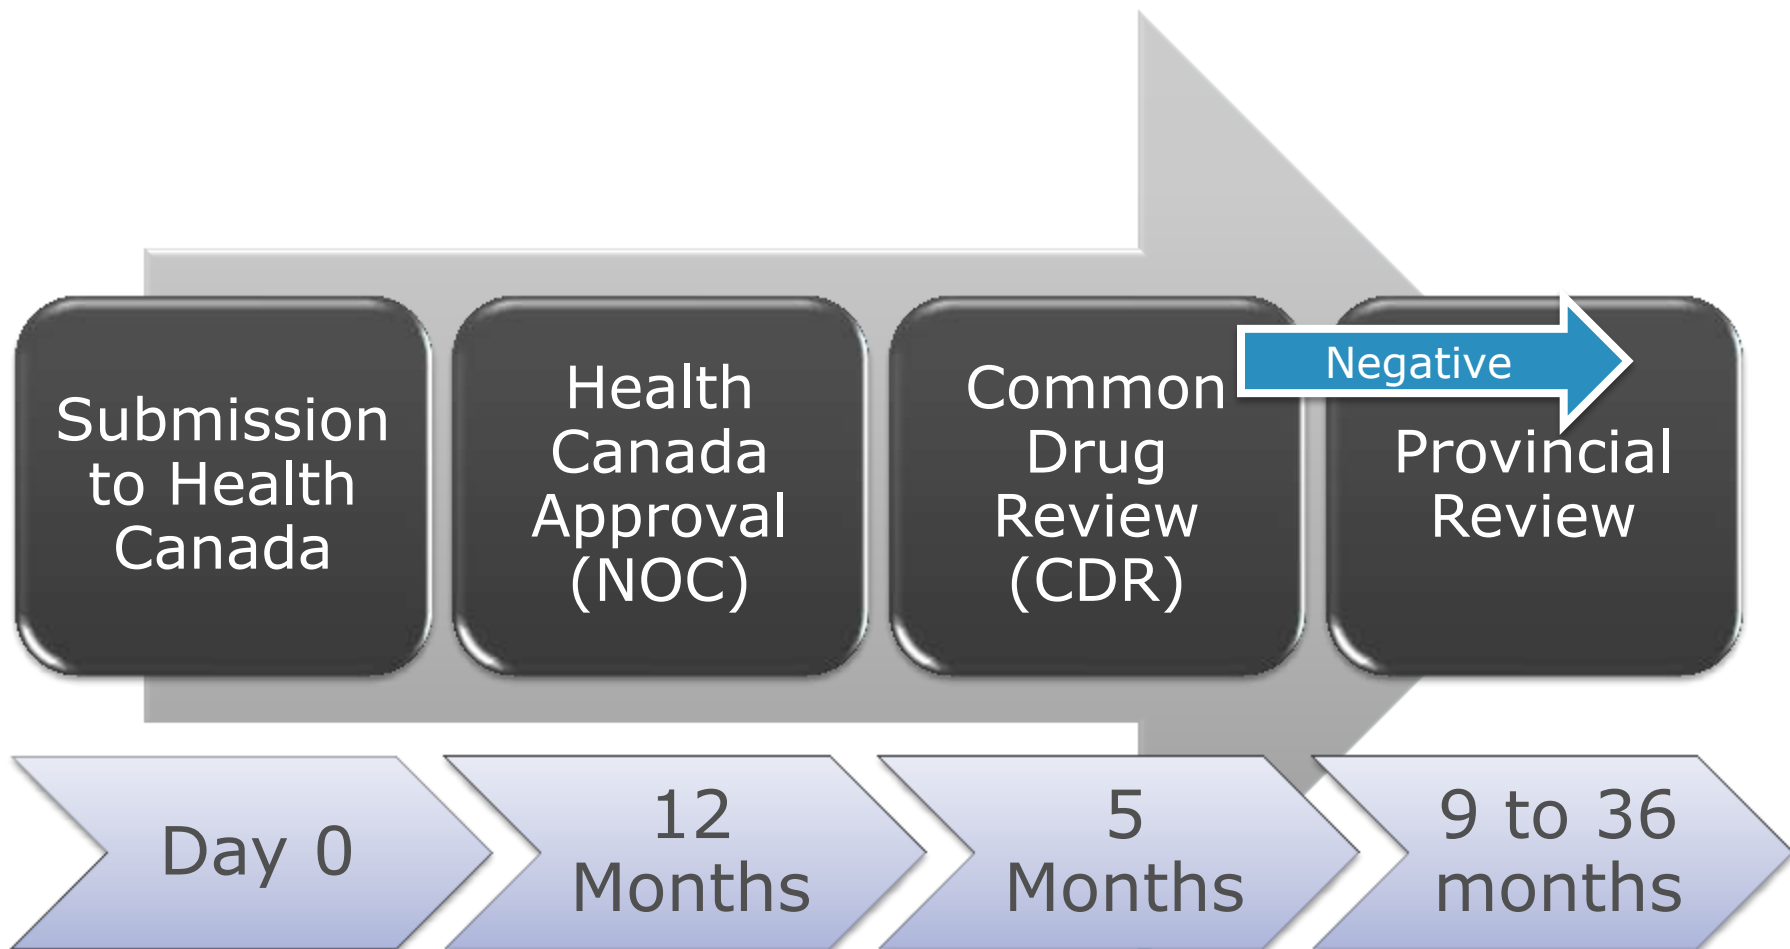 Submission
to Health
Canada
Health
Canada
Approval
(NOC)
Common
Drug
Review
(CDR)
Negative
Provincial
Review
Day 0
12
Months
5
Months
9 to 36
months